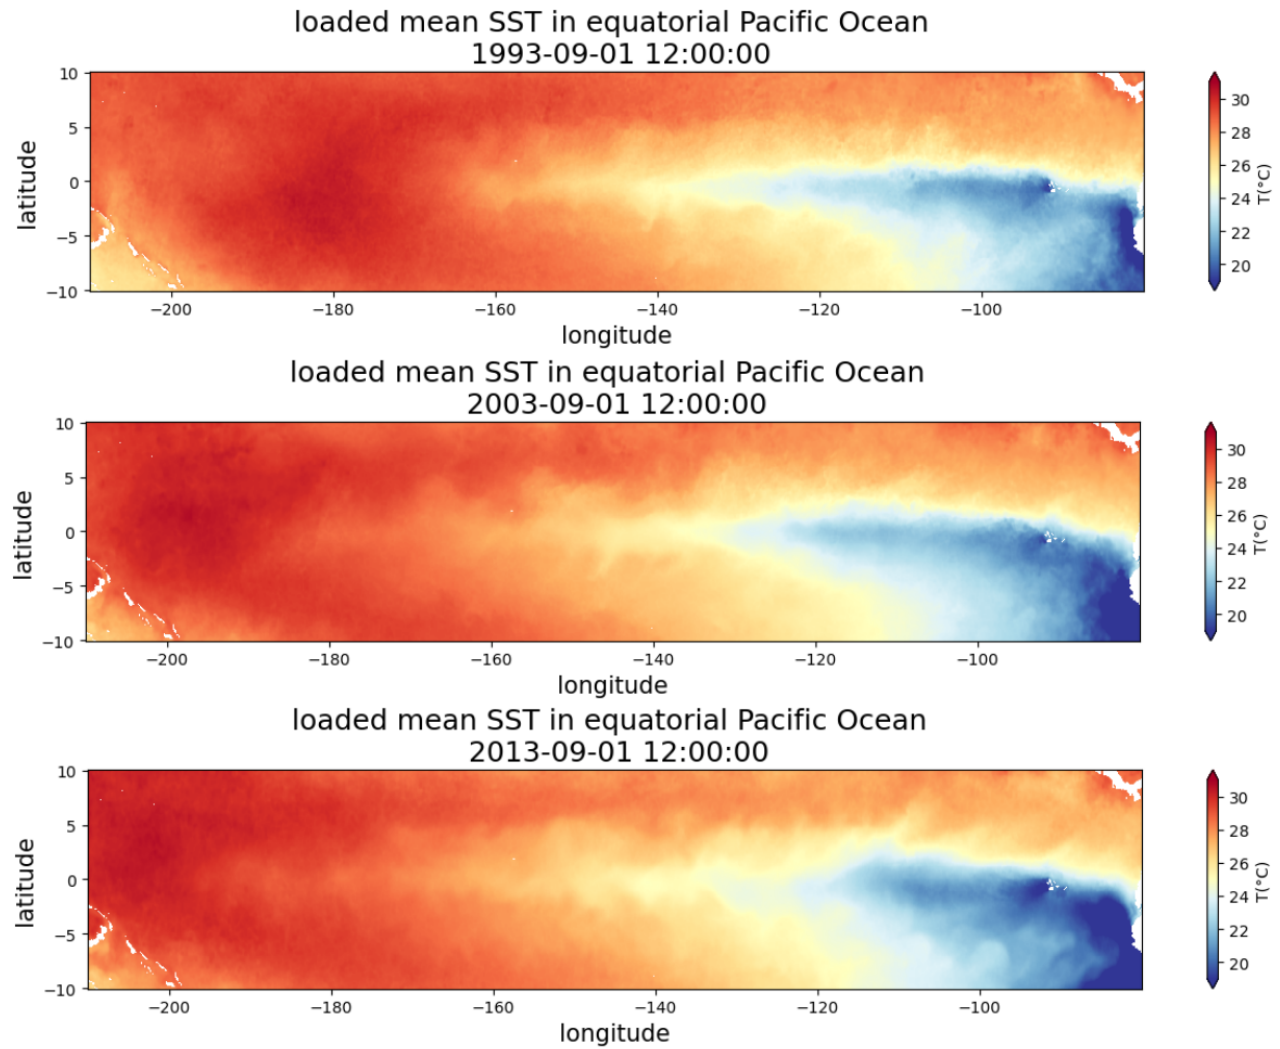 loaded mean SST in equatorial Pacific Ocean
1993-09-01 12:00:00
10
5
0
−5
−10
latitude
−200 −180 −160 −140 −120 −100
longitude
30
28
26
24
22
20
T(°C)
loaded mean SST in equatorial Pacific Ocean
2003-09-01 12:00:00
10
5
0
−5
−10
latitude
−200 −180 −160 −140 −120 −100
longitude
30
28
26
24
22
20
T(°C)
loaded mean SST in equatorial Pacific Ocean
2013-09-01 12:00:00
10
5
0
−5
−10
latitude
−200 −180 −160 −140 −120 −100
longitude
30
28
26
24
22
20
T(°C)